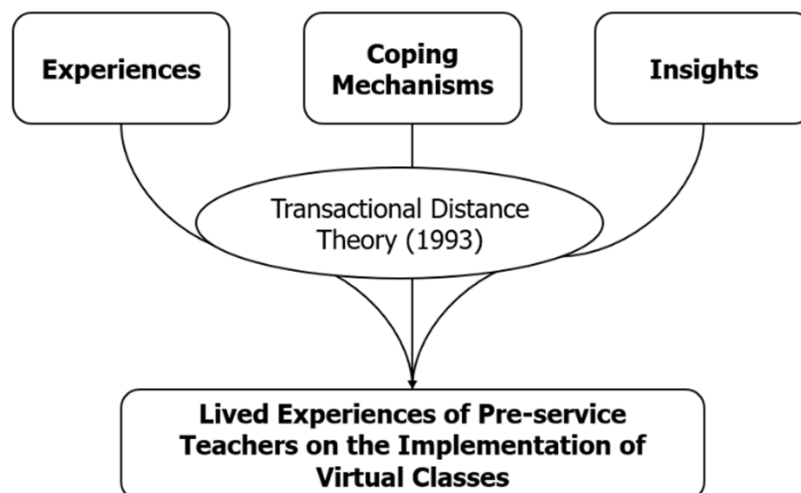 Experiences
Coping
Mechanisms
Insights
Transactional Distance
Theory (1993)
Lived Experiences of Pre-service
Teachers on the Implementation of
Virtual Classes